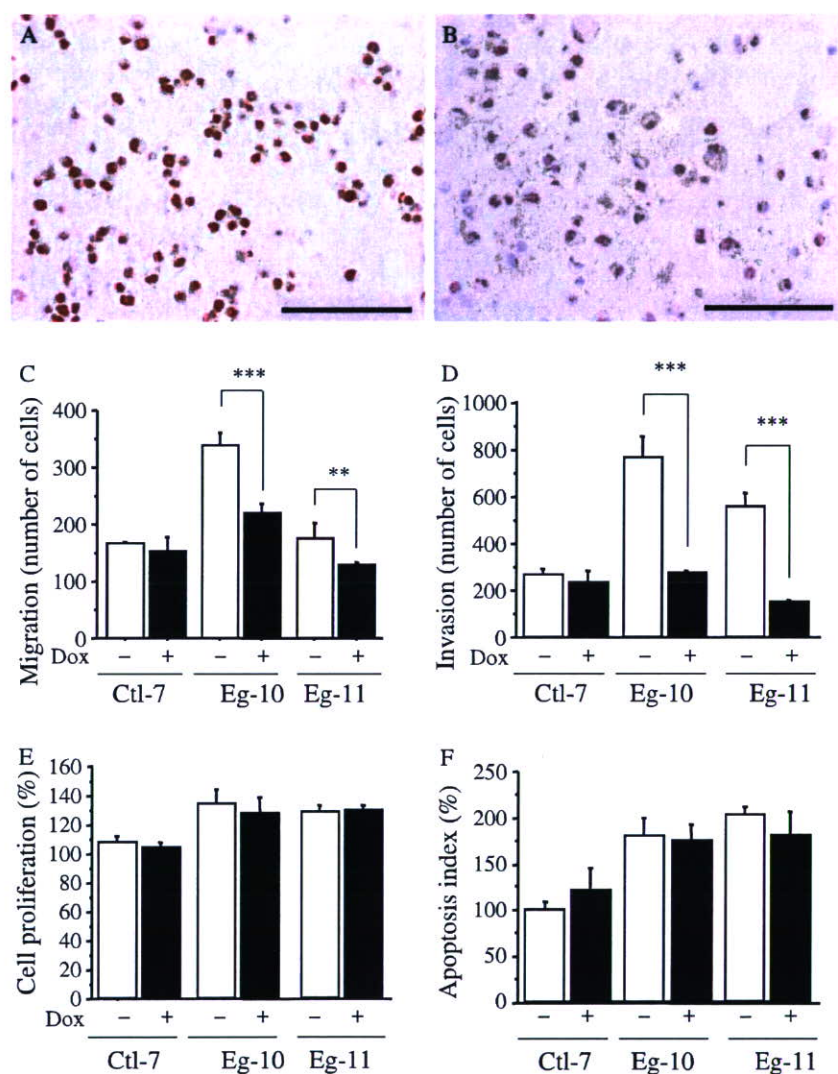 A
B
C
Migration (number of cells)
400
300
200
100
0
***
**
Dox
− + − + − +
Ctl-7 Eg-10 Eg-11
D
Invasion (number of cells)
1000
800
600
400
200
0
***
***
Dox
− + − + − +
Ctl-7 Eg-10 Eg-11
E
Cell proliferation (%)
160
140
120
100
80
60
40
20
0
Dox
− + − + − +
Ctl-7 Eg-10 Eg-11
F
Apoptosis index (%)
250
200
150
100
50
0
− + − + − +
Ctl-7 Eg-10 Eg-11